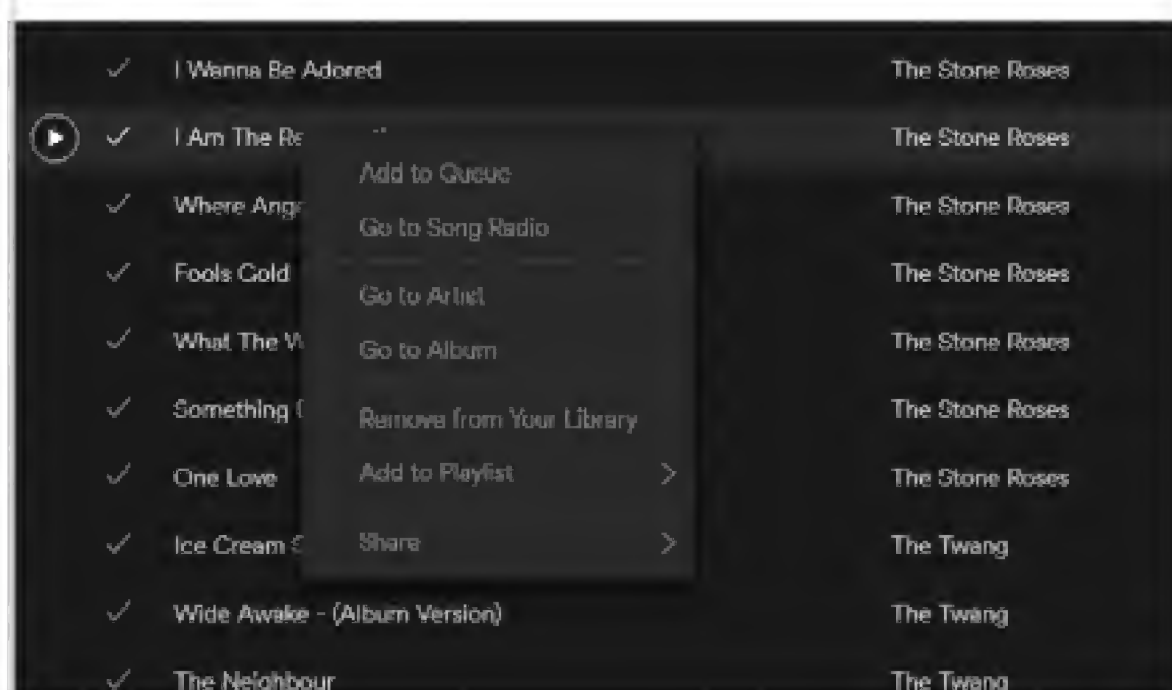 I Wanna Be Adored The Stone Roses
I Am The Re The Stone Roses
Add to Queue
Where Ange The Stone Roses
Go to Song Radio
Fools Gold The Stone Roses
Go to Artist
What The W The Stone Roses
Go to Album
Something The Stone Roses
Remove from Your Library
One Love The Stone Roses
Add to Playlist
Ice Cream S The Twang
Share
Wide Awake - (Album Version) The Twang
The Neighbour The Twang